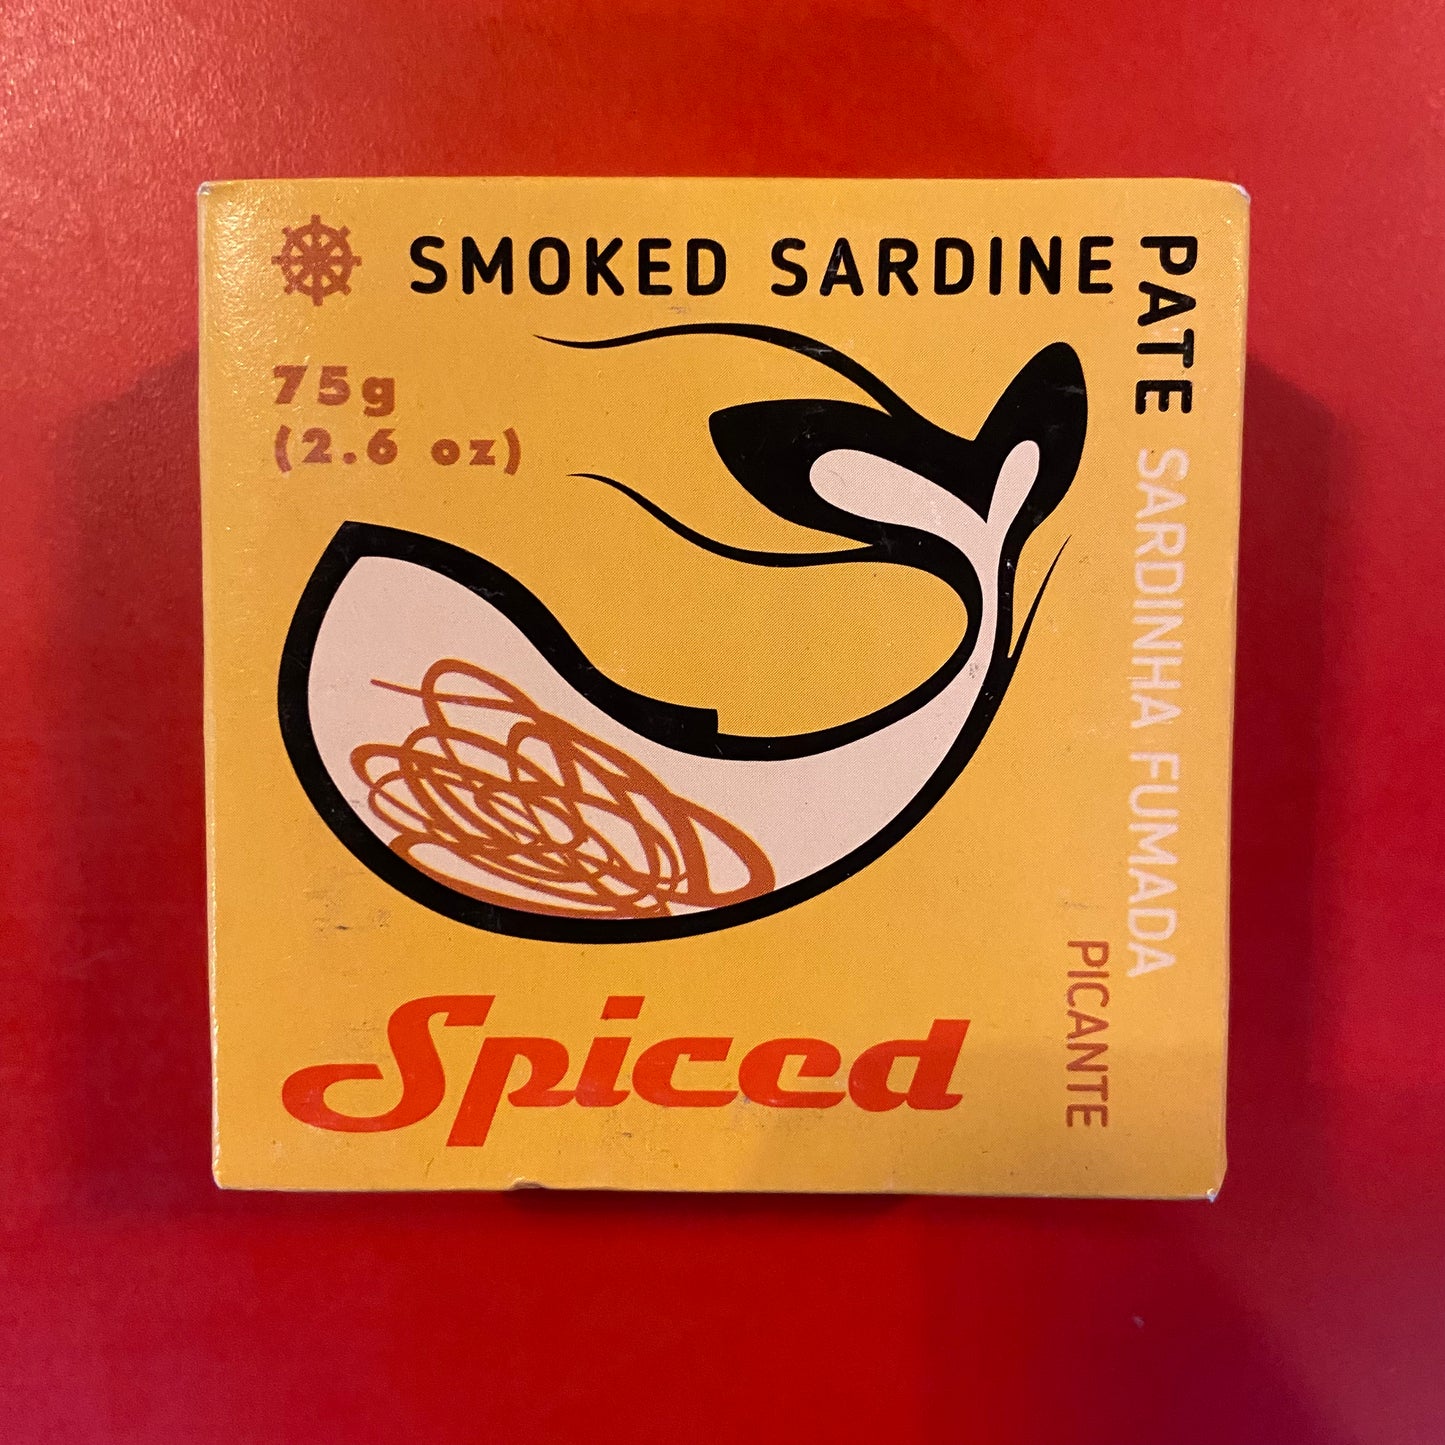 SMOKED SARDINE
PATE SARDINHA FUMADA
PICANTE
75g
(2.6 oz)
Spiced